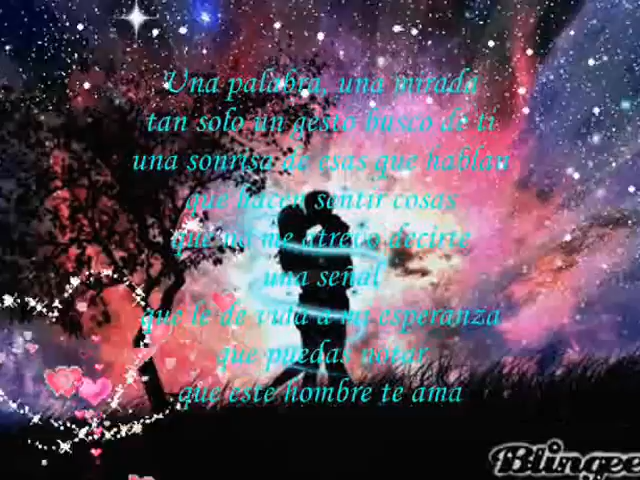 Una palabra, una mirada
tan solo un gesto busco de ti
una sonrisa de esas que hablan
que hacen sentir cosas
que no me atrevo decirte
una señal
que le de vida a mi esperanza
que puedas notar
que este hombre te ama
Blingee